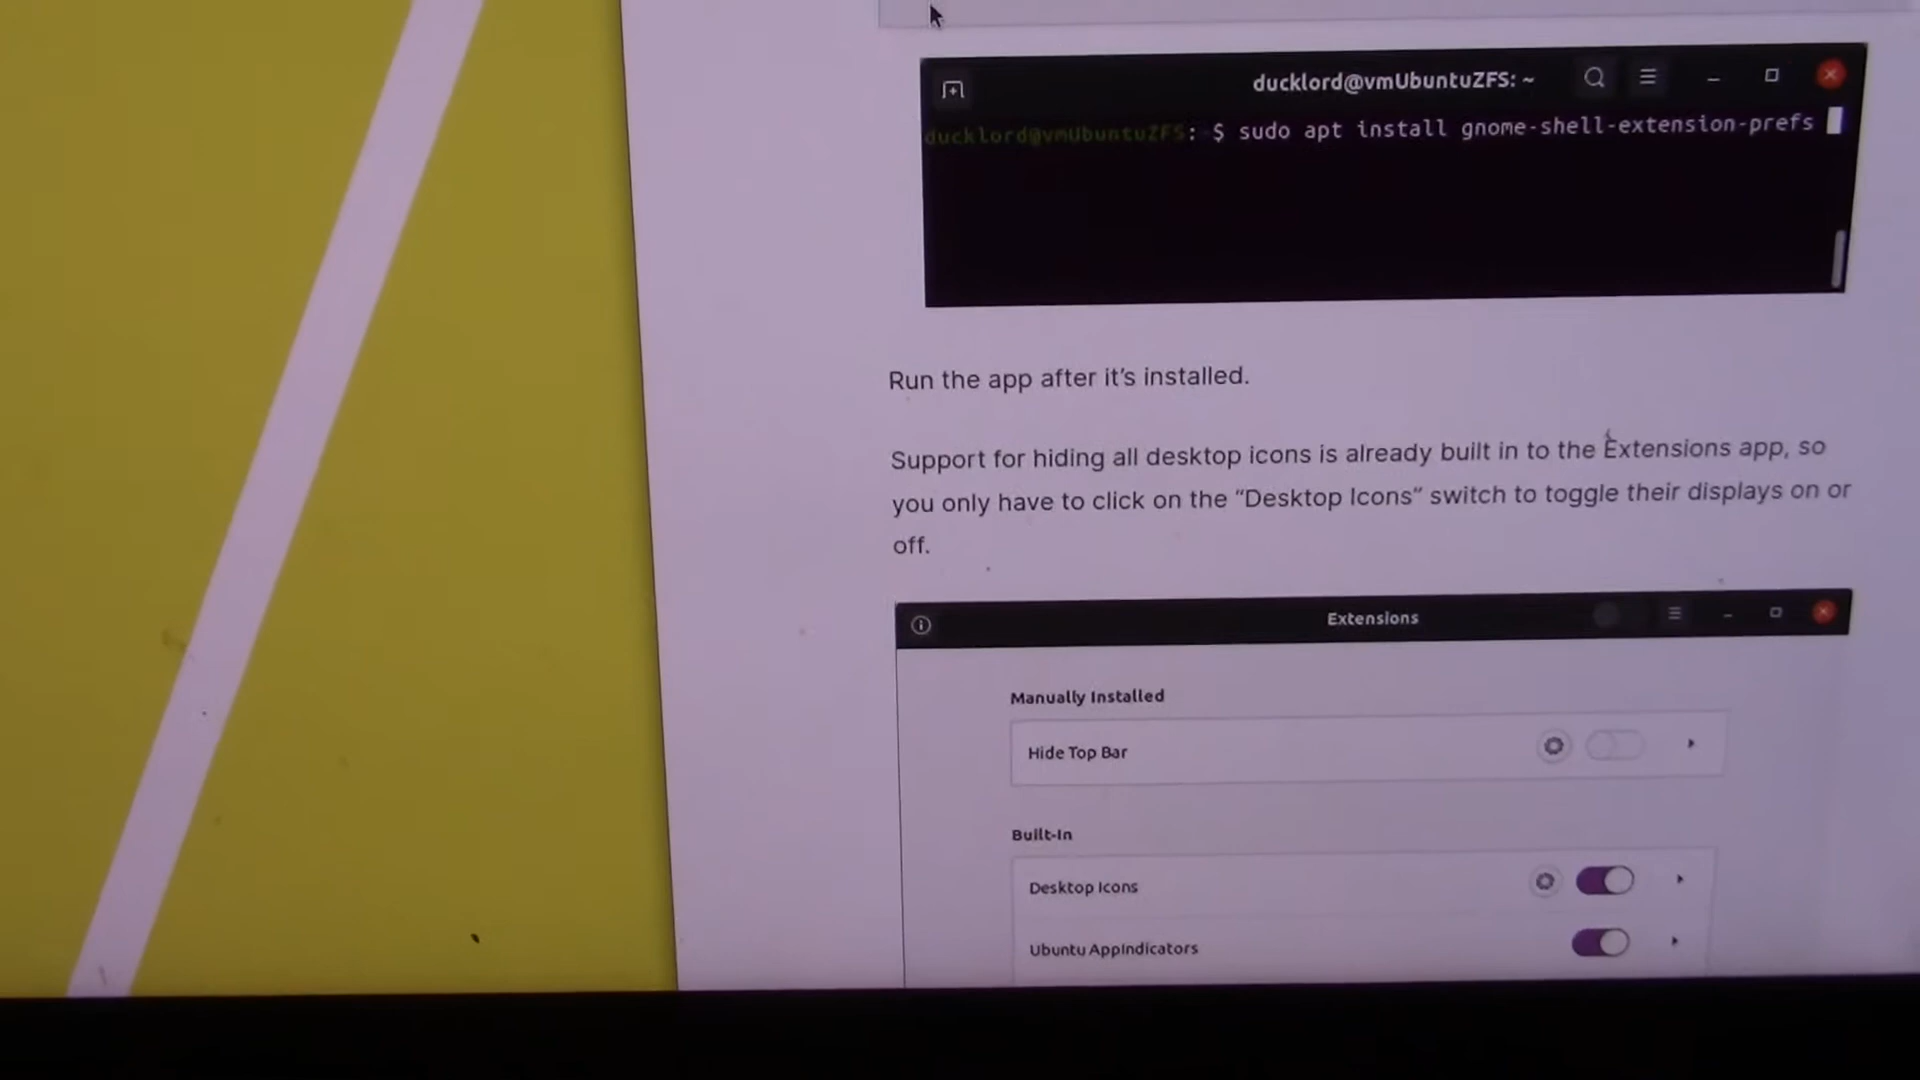 ducklord@vmUbuntuZFS: ~
ducklord@vmUbuntuZFS: $ sudo apt install gnome-shell-extension-prefs
Run the app after it’s installed.
Support for hiding all desktop icons is already built in to the Extensions app, so
you only have to click on the “Desktop Icons” switch to toggle their displays on or
off.
Extensions
Manually Installed
Hide Top Bar
Built-In
Desktop Icons
Ubuntu AppIndicators